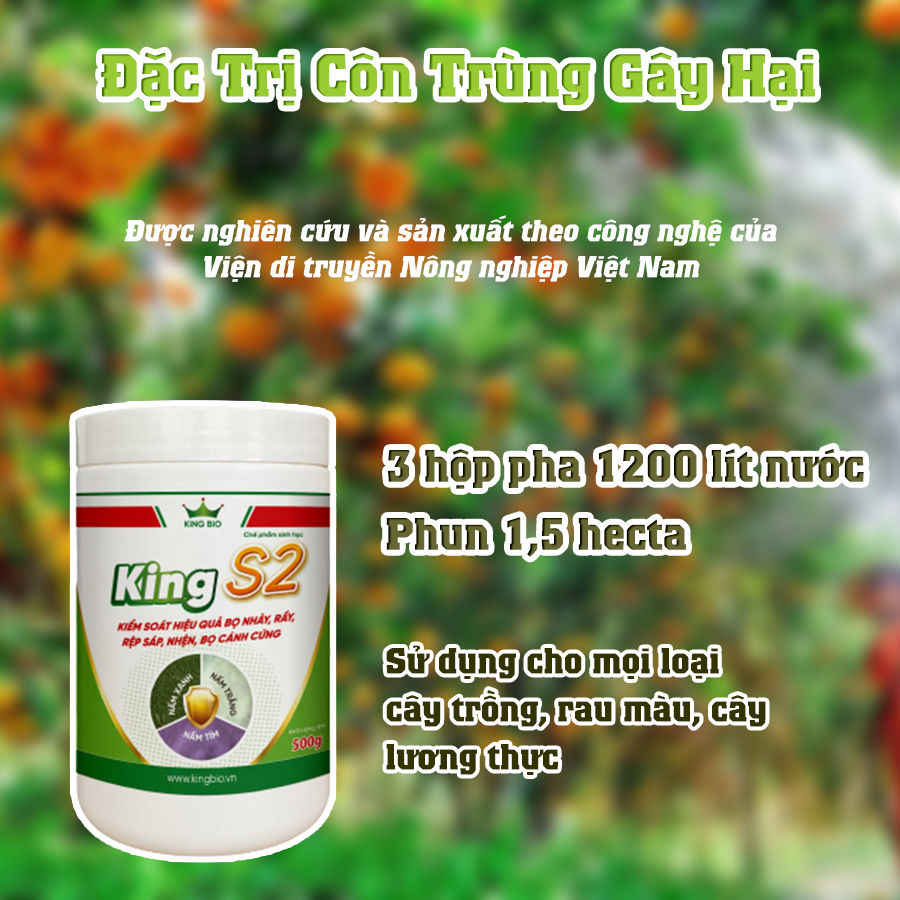 Đặc Trị Côn Trùng Gây Hại
Được nghiên cứu và sản xuất theo công nghệ của
Viện di truyền Nông nghiệp Việt Nam
3 hộp pha 1200 lít nước
Phun 1,5 hecta
Sử dụng cho mọi loại
cây trồng, rau màu, cây
lương thực
KING BIO
Chế phẩm sinh học
King S2
KIỂM SOÁT HIỆU QUẢ BỌ NHẢY, RẦY,
RỆP SÁP, NHỆN, BỌ CÁNH CỨNG
NẤM XANH
NẤM TRẮNG
NẤM TÍM
500g
www.kingbio.vn